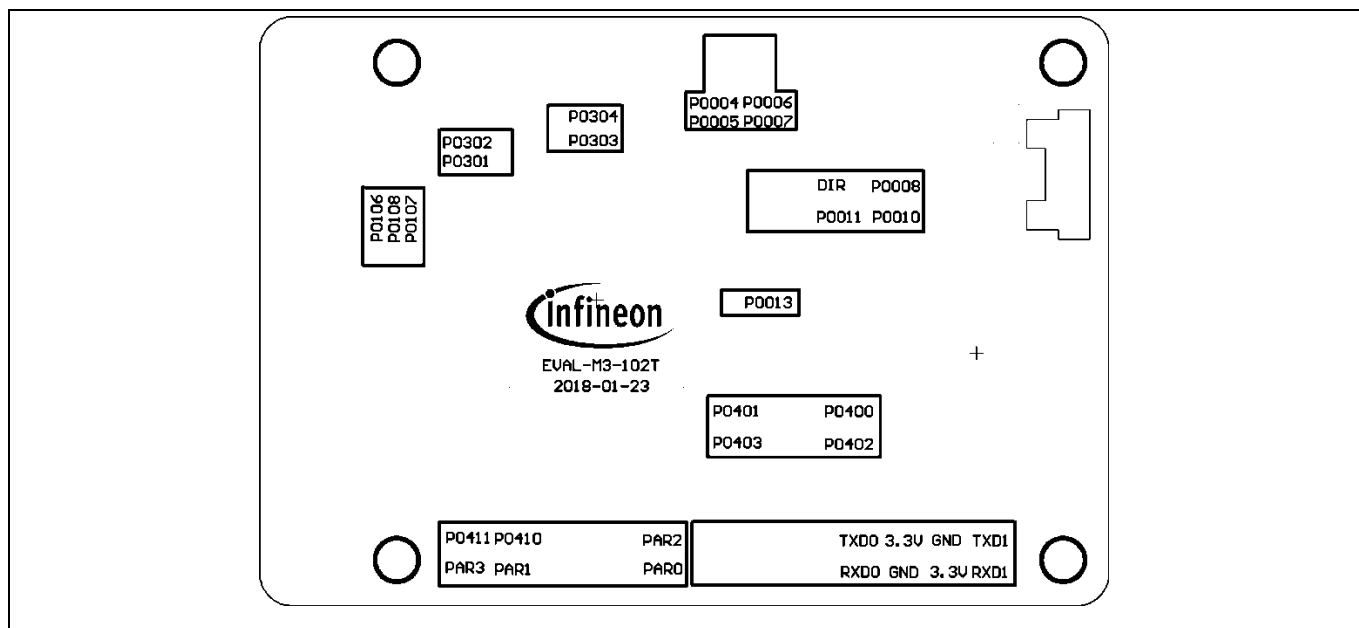 P0004 P0006
P0005 P0007
P0304
P0303
P0302
P0301
DIR P0008
P0011 P0010
P0106
P0108
P0107
P0013
infineon
EVAL-M3-102T
2018-01-23
P0401 P0400
P0403 P0402
P0411 P0410 PAR2
PAR3 PAR1 PAR0
TXD0 3.3V GND TXD1
RXD0 GND 3.3V RXD1